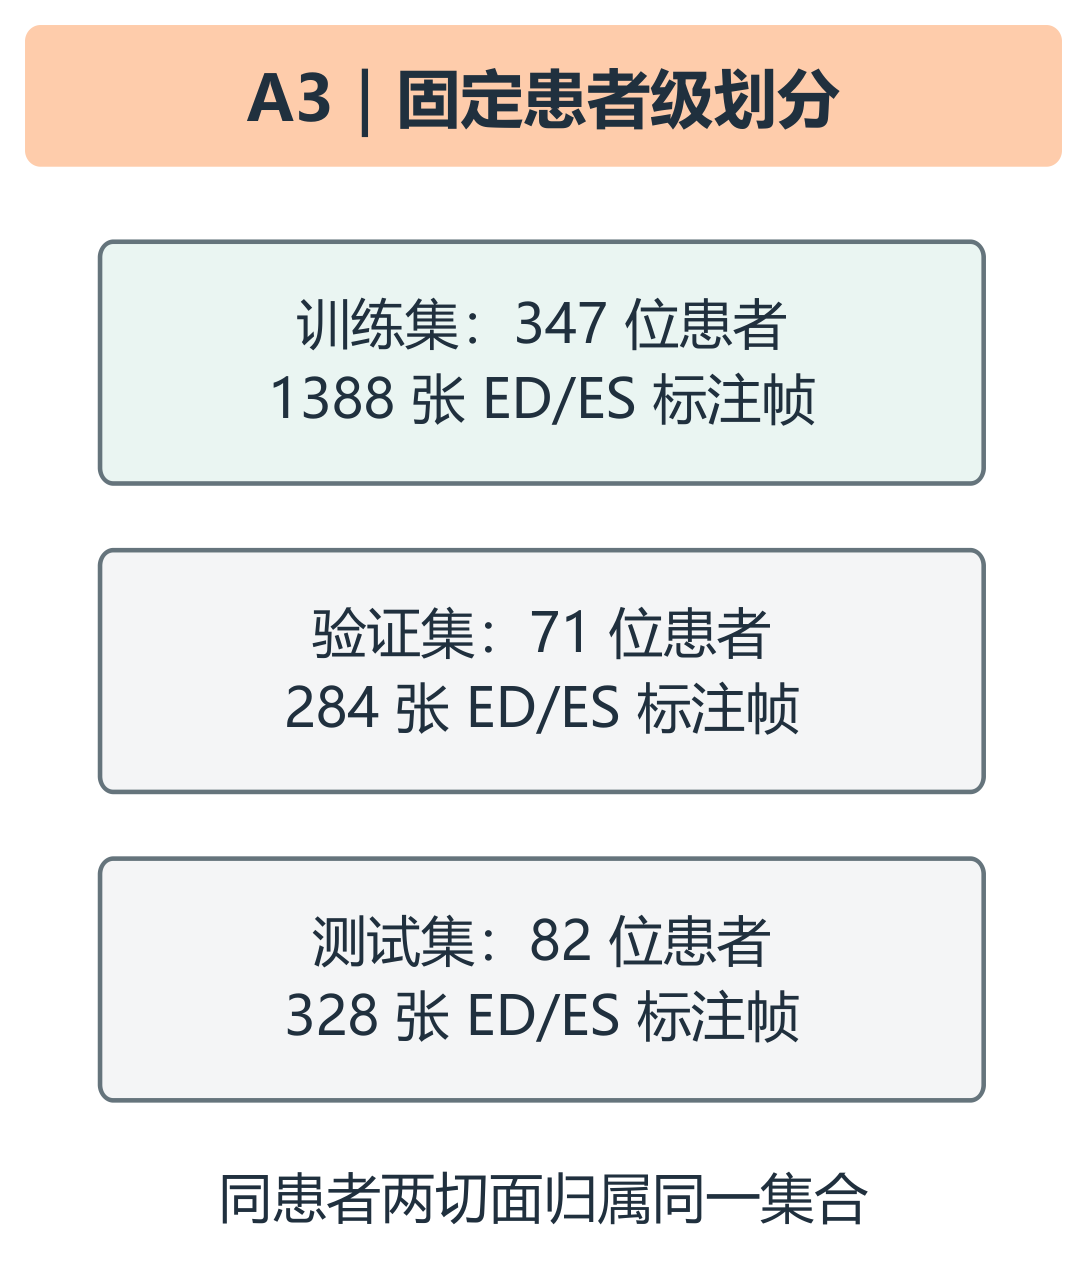 A3｜固定患者级划分
训练集：347 位患者
1388 张 ED/ES 标注帧
验证集：71 位患者
284 张 ED/ES 标注帧
测试集：82 位患者
328 张 ED/ES 标注帧
同患者两切面归属同一集合